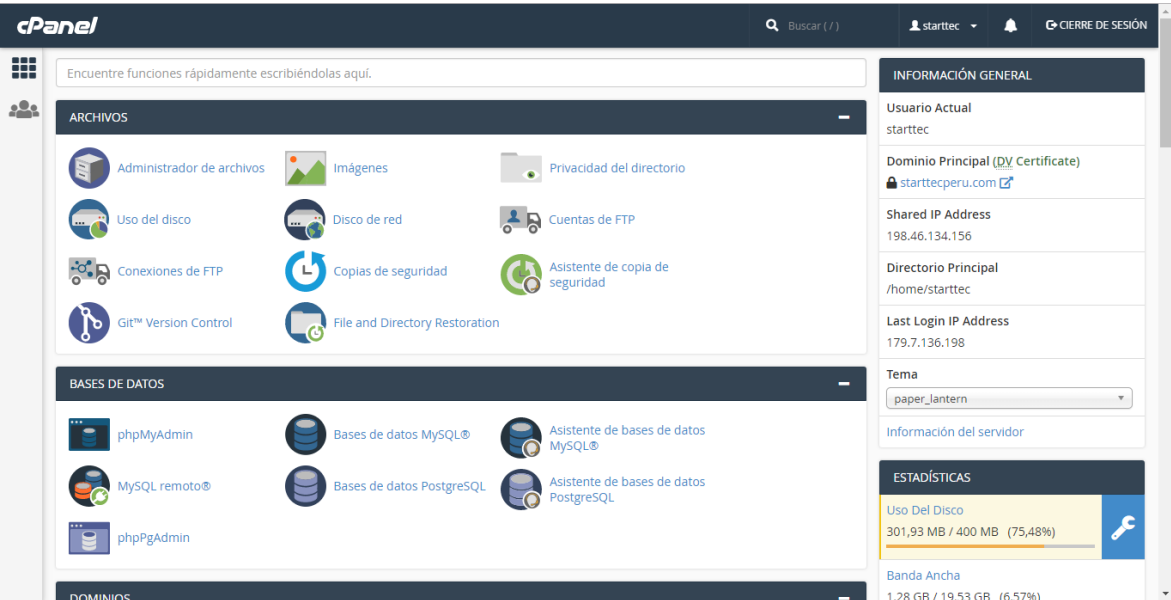 cPanel
Buscar ( / )
starttec
CIERRE DE SESIÓN
Encuentre funciones rápidamente escribiéndolas aquí.
ARCHIVOS
Administrador de archivos
Imágenes
Privacidad del directorio
Uso del disco
Disco de red
Cuentas de FTP
Conexiones de FTP
Copias de seguridad
Asistente de copia de
seguridad
Git™ Version Control
File and Directory Restoration
BASES DE DATOS
phpMyAdmin
Bases de datos MySQL®
Asistente de bases de datos
MySQL®
MySQL remoto®
Bases de datos PostgreSQL
Asistente de bases de datos
PostgreSQL
phpPgAdmin
DOMINIOS
INFORMACIÓN GENERAL
Usuario Actual
starttec
Dominio Principal (DV Certificate)
starttecperu.com
Shared IP Address
198.46.134.156
Directorio Principal
/home/starttec
Last Login IP Address
179.7.136.198
Tema
paper_lantern
Información del servidor
ESTADÍSTICAS
Uso Del Disco
301,93 MB / 400 MB (75,48%)
Banda Ancha
1,28 GB / 19,53 GB (6,57%)